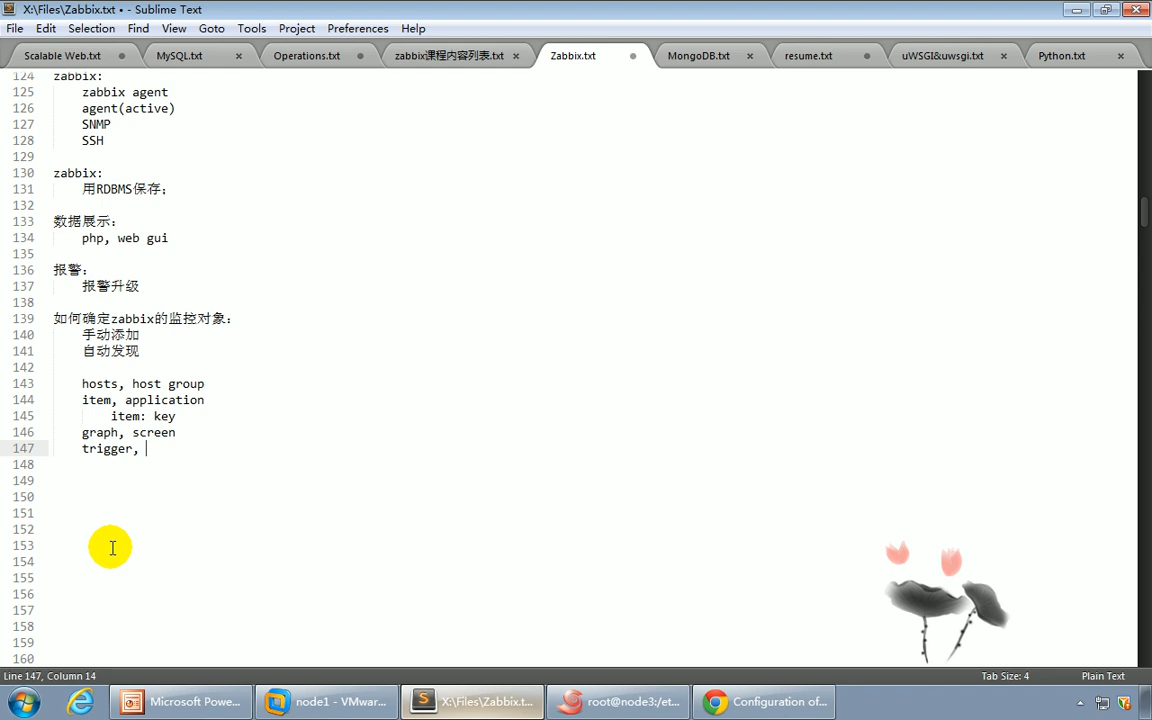 X:\Files\Zabbix.txt • - Sublime Text
File Edit Selection Find View Goto Tools Project Preferences Help
Scalable Web.txt MySQL.txt Operations.txt zabbix课程内容列表.txt Zabbix.txt MongoDB.txt resume.txt uWSGI&uwsgi.txt Python.txt
124 zabbix:
125 zabbix agent
126 agent(active)
127 SNMP
128 SSH
129
130 zabbix:
131 用RDBMS保存;
132
133 数据展示:
134 php, web gui
135
136 报警:
137 报警升级
138
139 如何确定zabbix的监控对象:
140 手动添加
141 自动发现
142
143 hosts, host group
144 item, application
145 item: key
146 graph, screen
147 trigger,
148
149
150
151
152
153
154
155
156
157
158
159
160
Line 147, Column 14 Tab Size: 4 Plain Text
Microsoft Powe... node1 - VMwar... X:\Files\Zabbix.t... root@node3:/et... Configuration of...